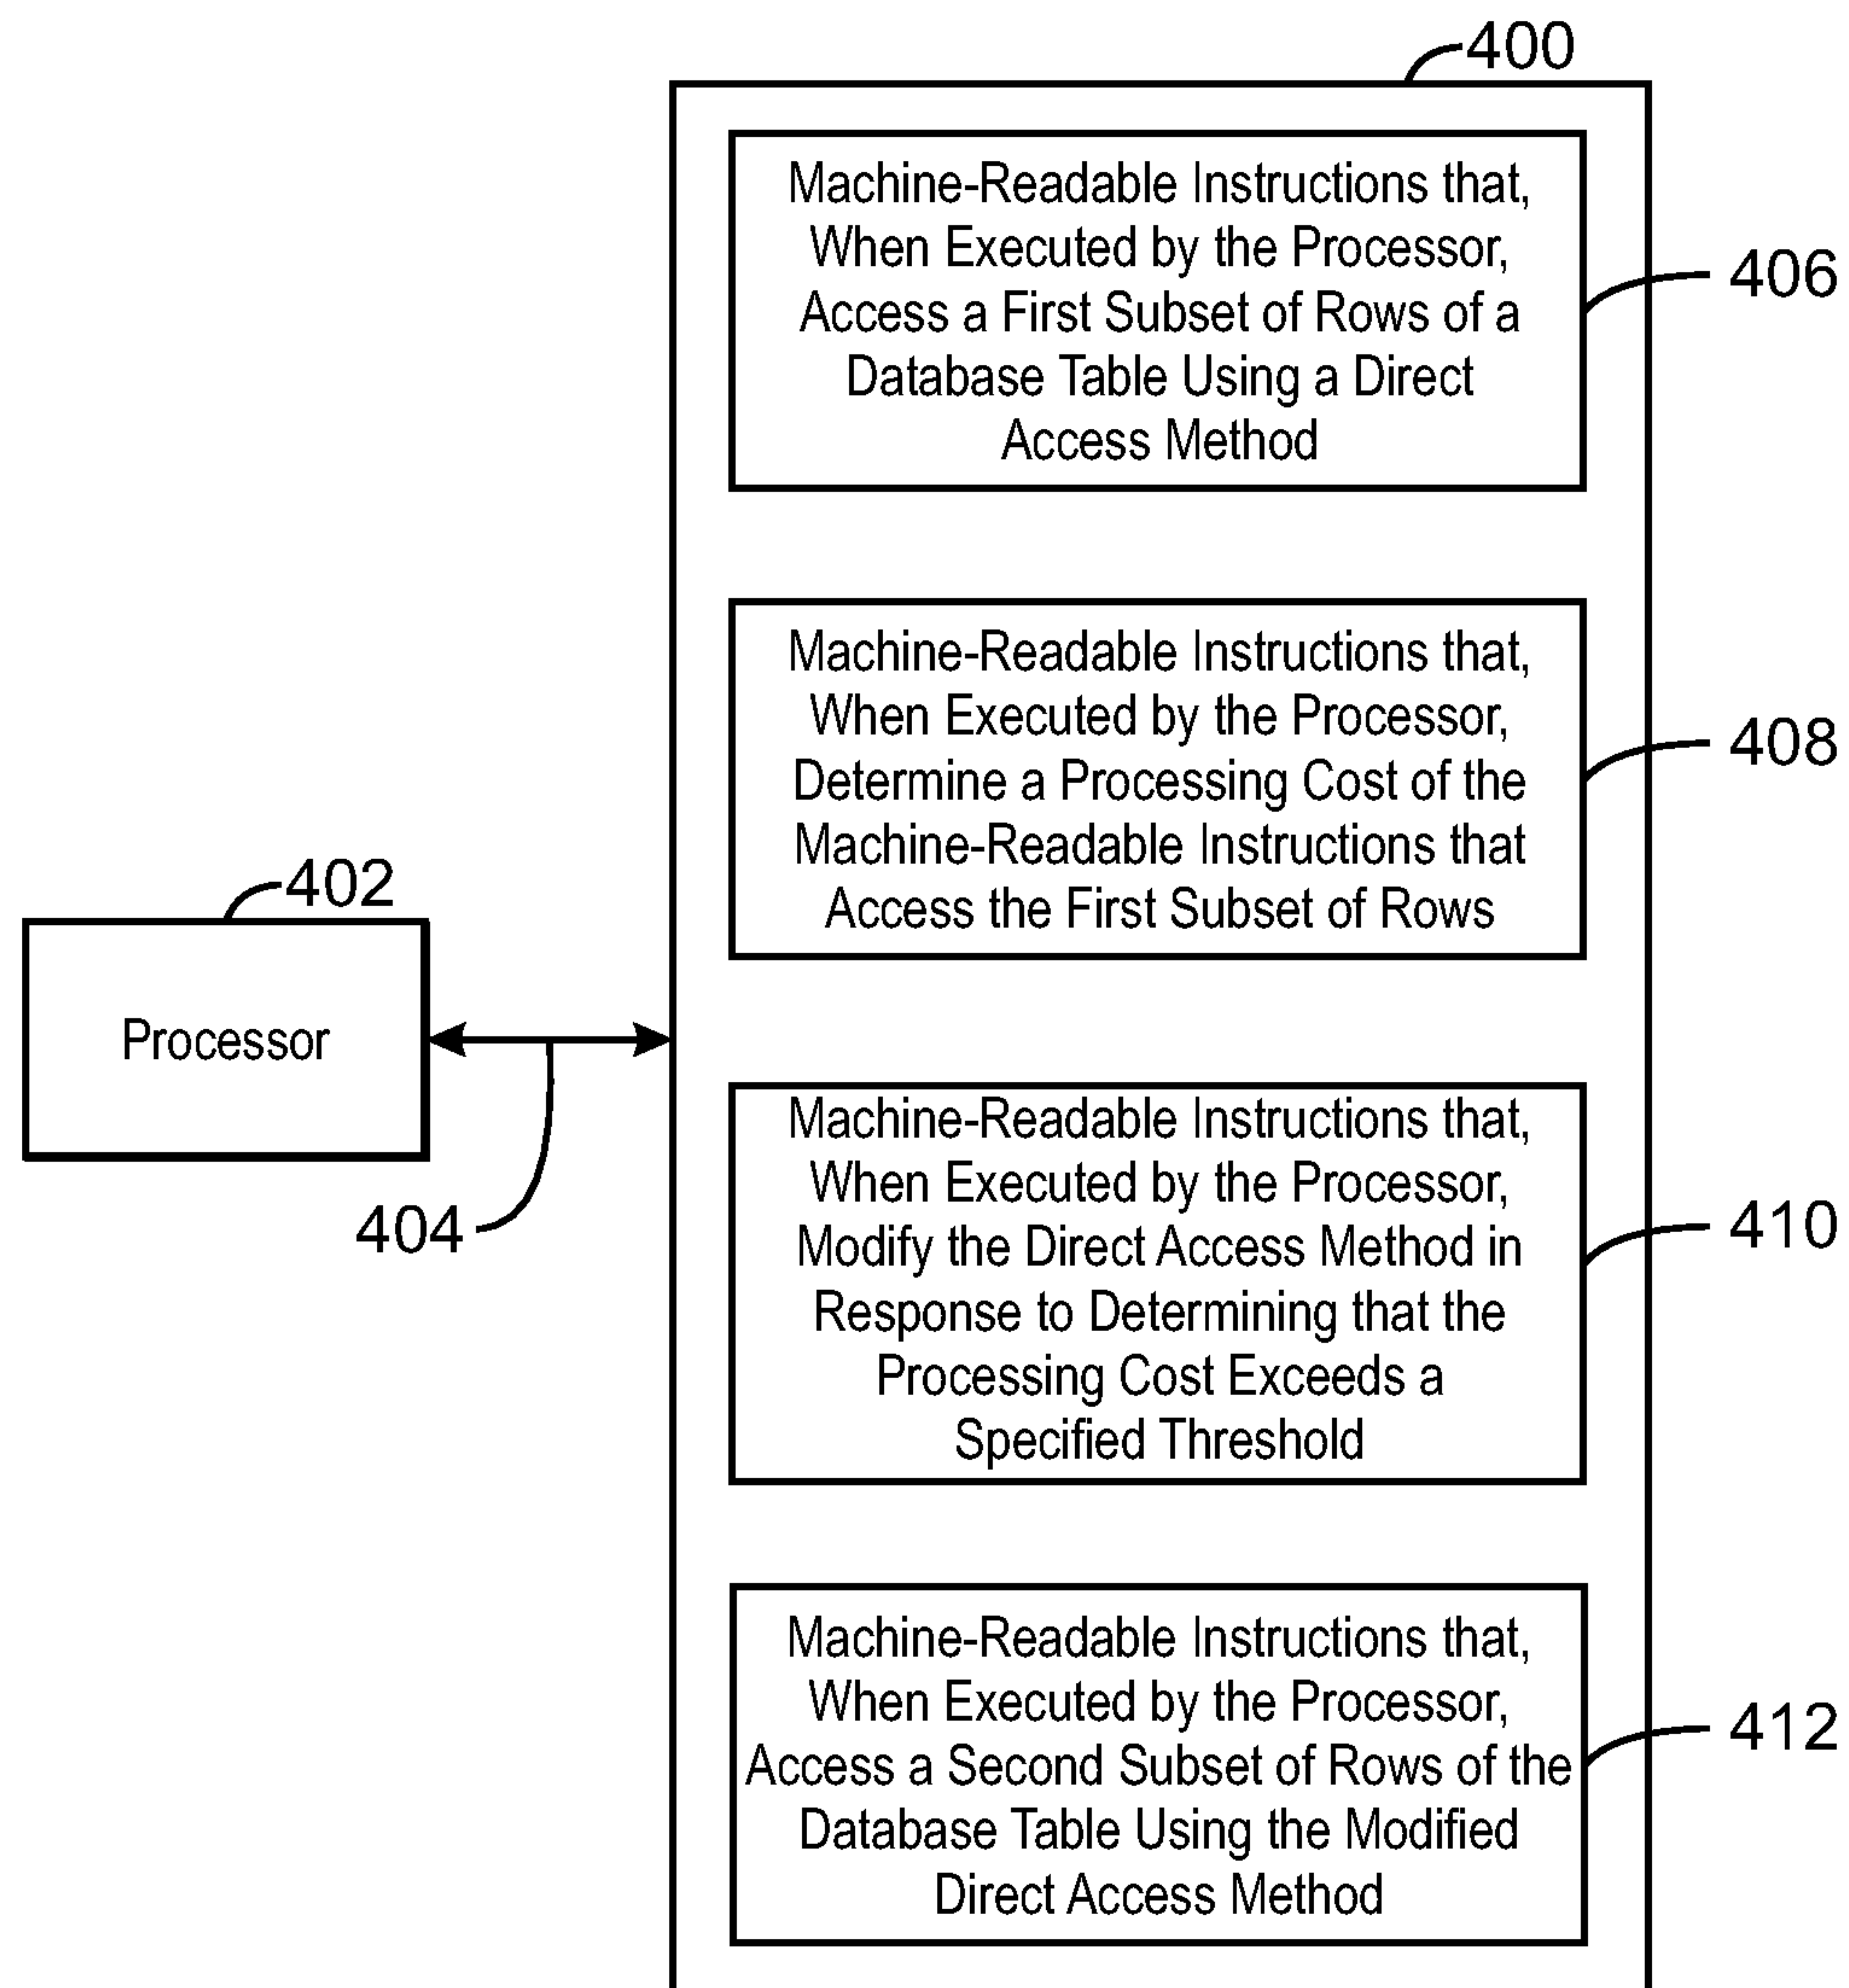 400
Machine-Readable Instructions that,
When Executed by the Processor,
Access a First Subset of Rows of a
Database Table Using a Direct
Access Method
406
Machine-Readable Instructions that,
When Executed by the Processor,
Determine a Processing Cost of the
Machine-Readable Instructions that
Access the First Subset of Rows
408
402
Processor
404
Machine-Readable Instructions that,
When Executed by the Processor,
Modify the Direct Access Method in
Response to Determining that the
Processing Cost Exceeds a
Specified Threshold
410
Machine-Readable Instructions that,
When Executed by the Processor,
Access a Second Subset of Rows of the
Database Table Using the Modified
Direct Access Method
412